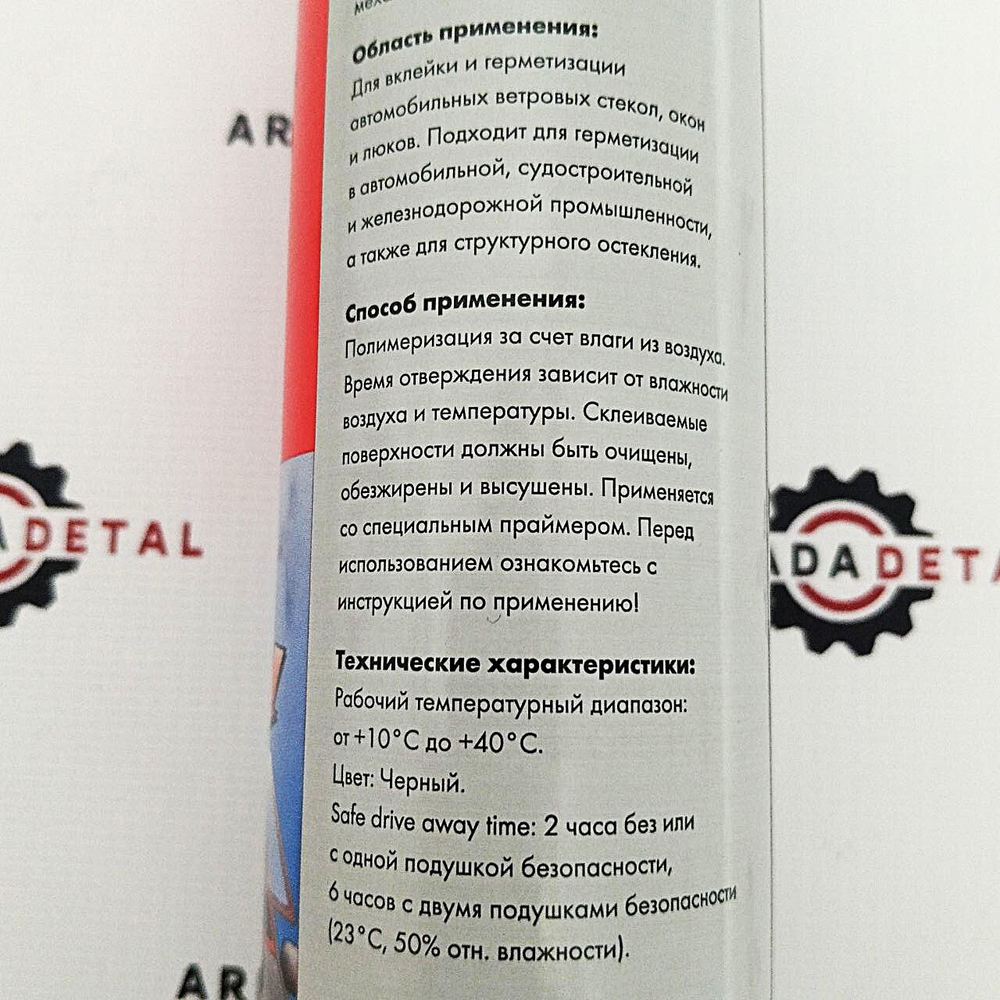 Область применения:
Для вклейки и герметизации
автомобильных ветровых стекол, окон
и люков. Подходит для герметизации
в автомобильной, судостроительной
и железнодорожной промышленности,
а также для структурного остекления.
Способ применения:
Полимеризация за счет влаги из воздуха.
Время отверждения зависит от влажности
воздуха и температуры. Склеиваемые
поверхности должны быть очищены,
обезжирены и высушены. Применяется
со специальным праймером. Перед
использованием ознакомьтесь с
инструкцией по применению!
Технические характеристики:
Рабочий температурный диапазон:
от +10°C до +40°C.
Цвет: Черный.
Safe drive away time: 2 часа без или
с одной подушкой безопасности,
6 часов с двумя подушками безопасности
(23°C, 50% отн. влажности).
AR
ADETAL
ADADETA
AR